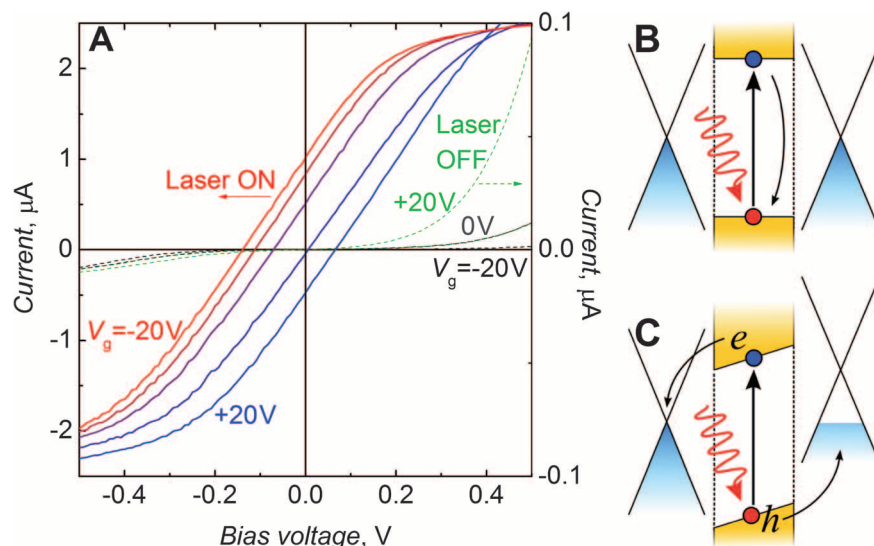 A
2
1
0
-1
-2
Current, µA
0.1
0.0
-0.1
Current, µA
-0.4
-0.2
0.0
0.2
0.4
Bias voltage, V
Laser ON
Laser
OFF
+20V
0V
Vg=-20V
Vg=-20V
+20V
B
C
e
h